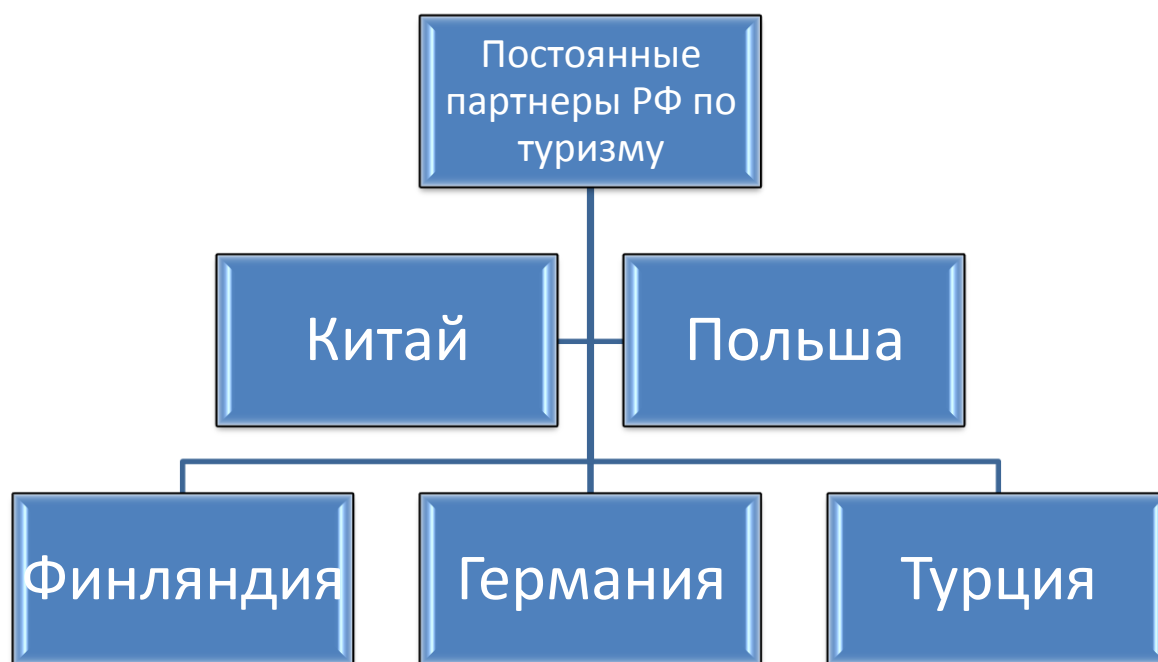 Постоянные
партнеры РФ по
туризму
Китай
Польша
Финляндия
Германия
Турция